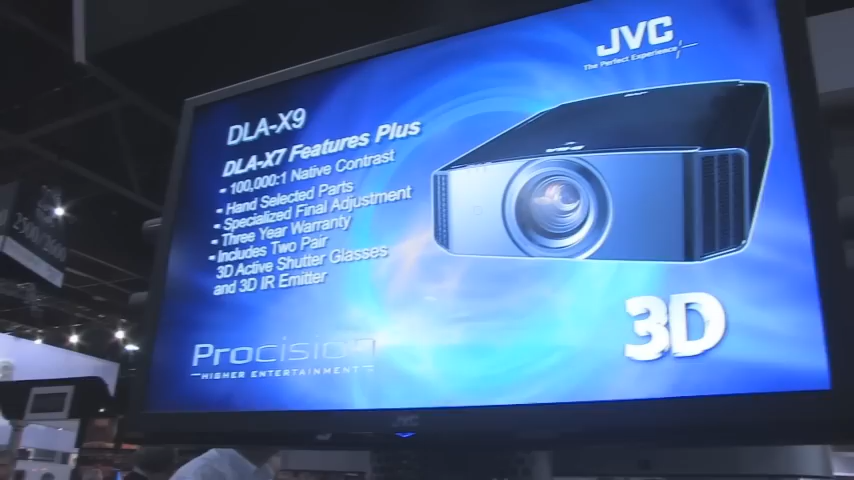 JVC
The Perfect Experience
DLA-X9
DLA-X7 Features Plus
- 100,000:1 Native Contrast
- Hand Selected Parts
- Specialized Final Adjustment
- Three Year Warranty
- Includes Two Pair
3D Active Shutter Glasses
and 3D IR Emitter
3D
Procision
HIGHER ENTERTAINMENT
JVC
2500/2600